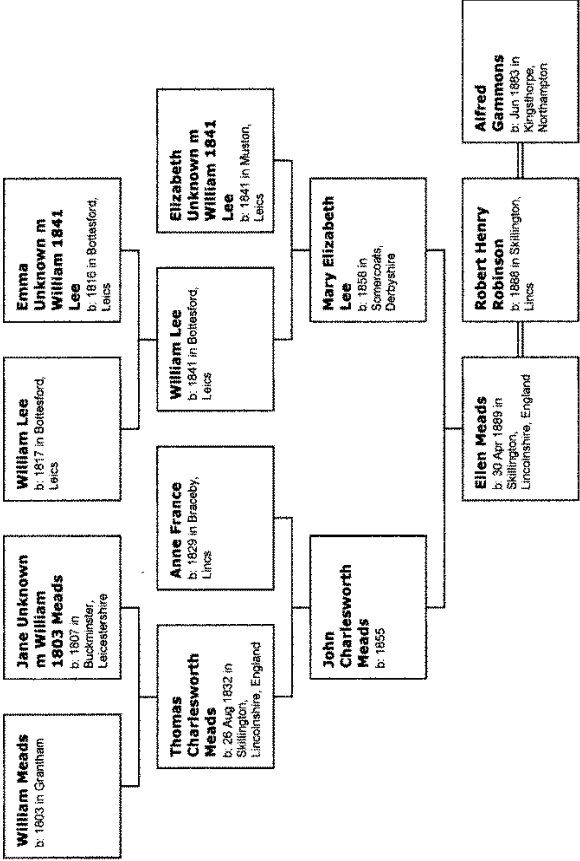 William Meads
b: 1803 in Grantham
Jane Unknown
m William
1803 Meads
b: 1807 in
Buckminster,
Leicestershire
William Lee
b: 1817 in Bottesford,
Leics
Emma
Unknown m
William 1841
Lee
b: 1816 in Bottesford,
Leics
Thomas
Charlesworth
Meads
b: 26 Aug 1832 in
Skillington,
Lincolnshire, England
Anne France
b: 1829 in Braceby,
Lincs
William Lee
b: 1841 in Bottesford,
Leics
Elizabeth
Unknown m
William 1841
Lee
b: 1841 in Muston,
Leics
John
Charlesworth
Meads
b: 1855
Mary Elizabeth
Lee
b: 1858 in
Somercoats,
Derbyshire
Ellen Meads
b: 30 Apr 1889 in
Skillington,
Lincolnshire, England
Robert Henry
Robinson
b: 1888 in Skillington,
Lincs
Alfred
Gammons
b: Jun 1883 in
Kingsthorpe,
Northampton